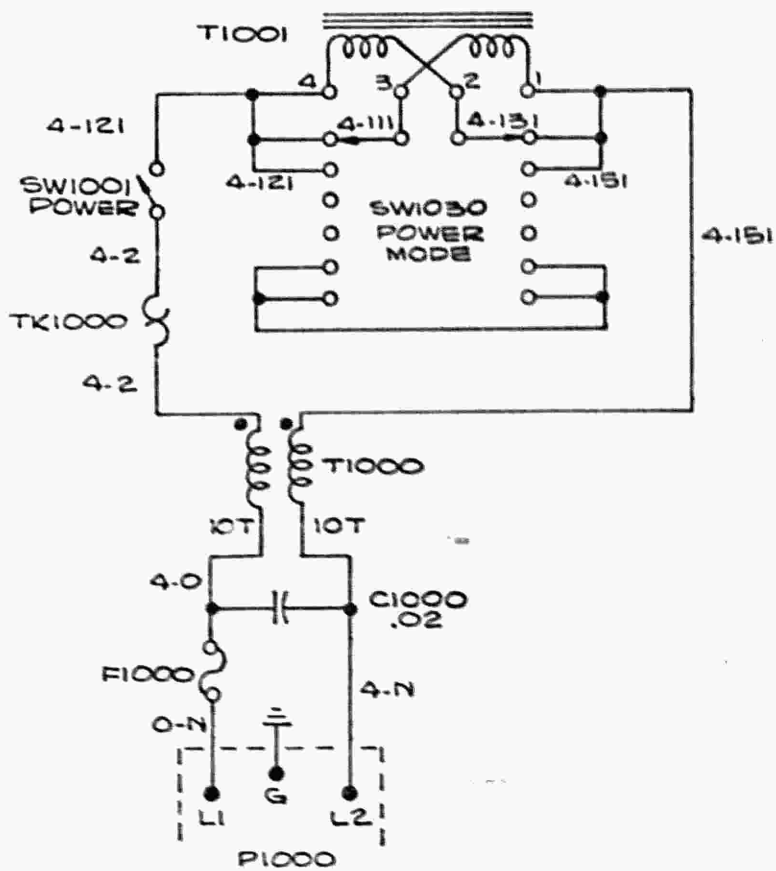 T1001
4 3 2 1
4-111 4-131
4-121
SW1001
POWER
4-121 4-151
SW1030
POWER
MODE
4-151
4-2
TK1000
4-2
T1000
10T 10T
4-0
C1000
.02
F1000
4-N
0-N
L1 G L2
P1000